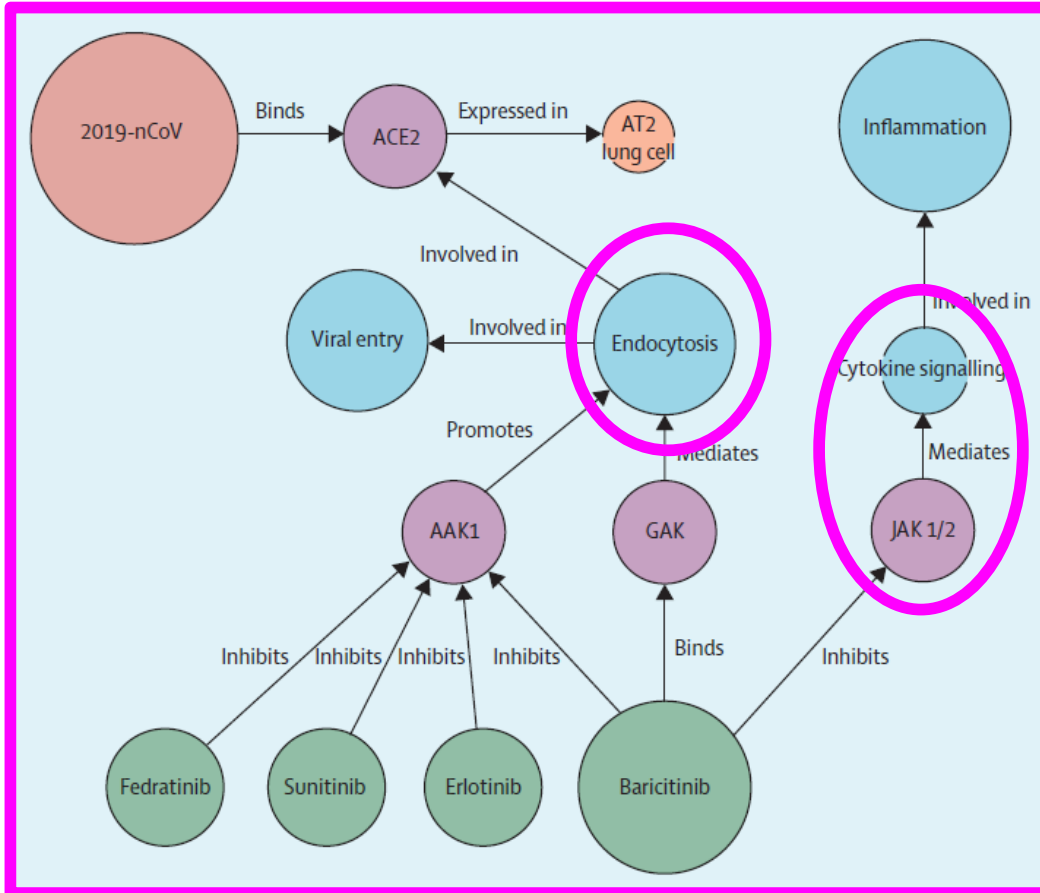 2019-nCoV
Binds
ACE2
Expressed in
AT2
lung cell
Inflammation
Involved in
Involved in
Viral entry
Involved in
Endocytosis
Cytokine signalling
Promotes
Mediates
Mediates
AAK1
GAK
JAK 1/2
Inhibits
Inhibits
Inhibits
Inhibits
Binds
Inhibits
Fedratinib
Sunitinib
Erlotinib
Baricitinib